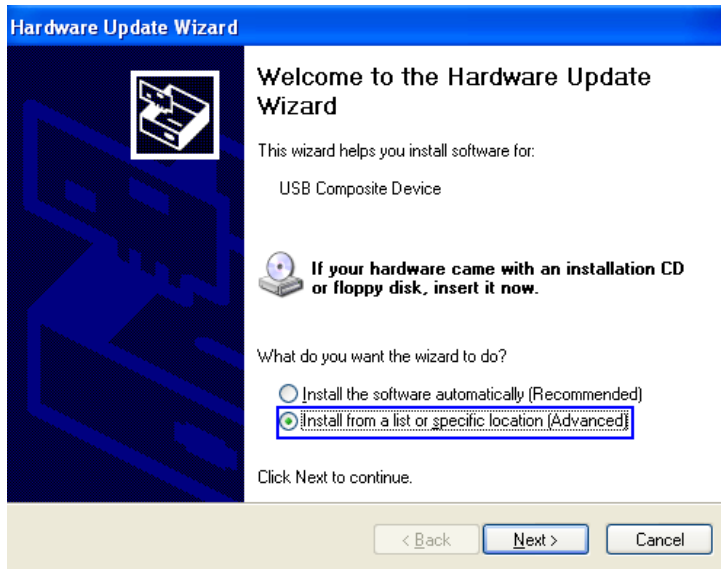 Hardware Update Wizard
Welcome to the Hardware Update
Wizard
This wizard helps you install software for:
USB Composite Device
If your hardware came with an installation CD
or floppy disk, insert it now.
What do you want the wizard to do?
Install the software automatically (Recommended)
Install from a list or specific location (Advanced)
Click Next to continue.
< Back Next > Cancel